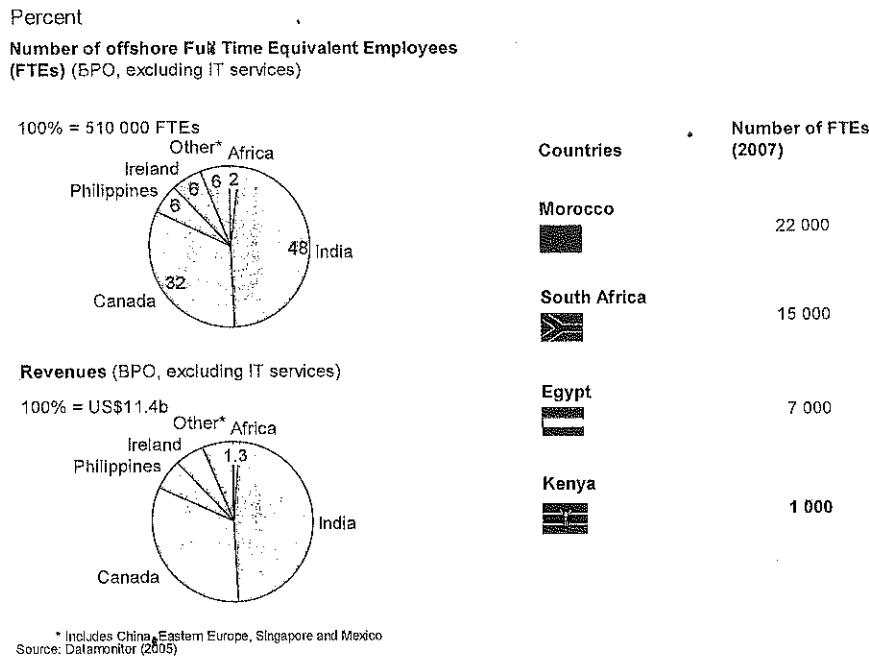 Percent
Number of offshore Full Time Equivalent Employees
(FTEs) (BPO, excluding IT services)
100% = 510 000 FTEs
Other* Africa
Ireland
Philippines
6 6 6 2
48 India
32
Canada
Revenues (BPO, excluding IT services)
100% = US$11.4b
Other* Africa
Ireland
Philippines
1.3
India
Canada
* Includes China, Eastern Europe, Singapore and Mexico
Source: Datamonitor (2005)
Countries
Number of FTEs
(2007)
Morocco
22 000
South Africa
15 000
Egypt
7 000
Kenya
1 000